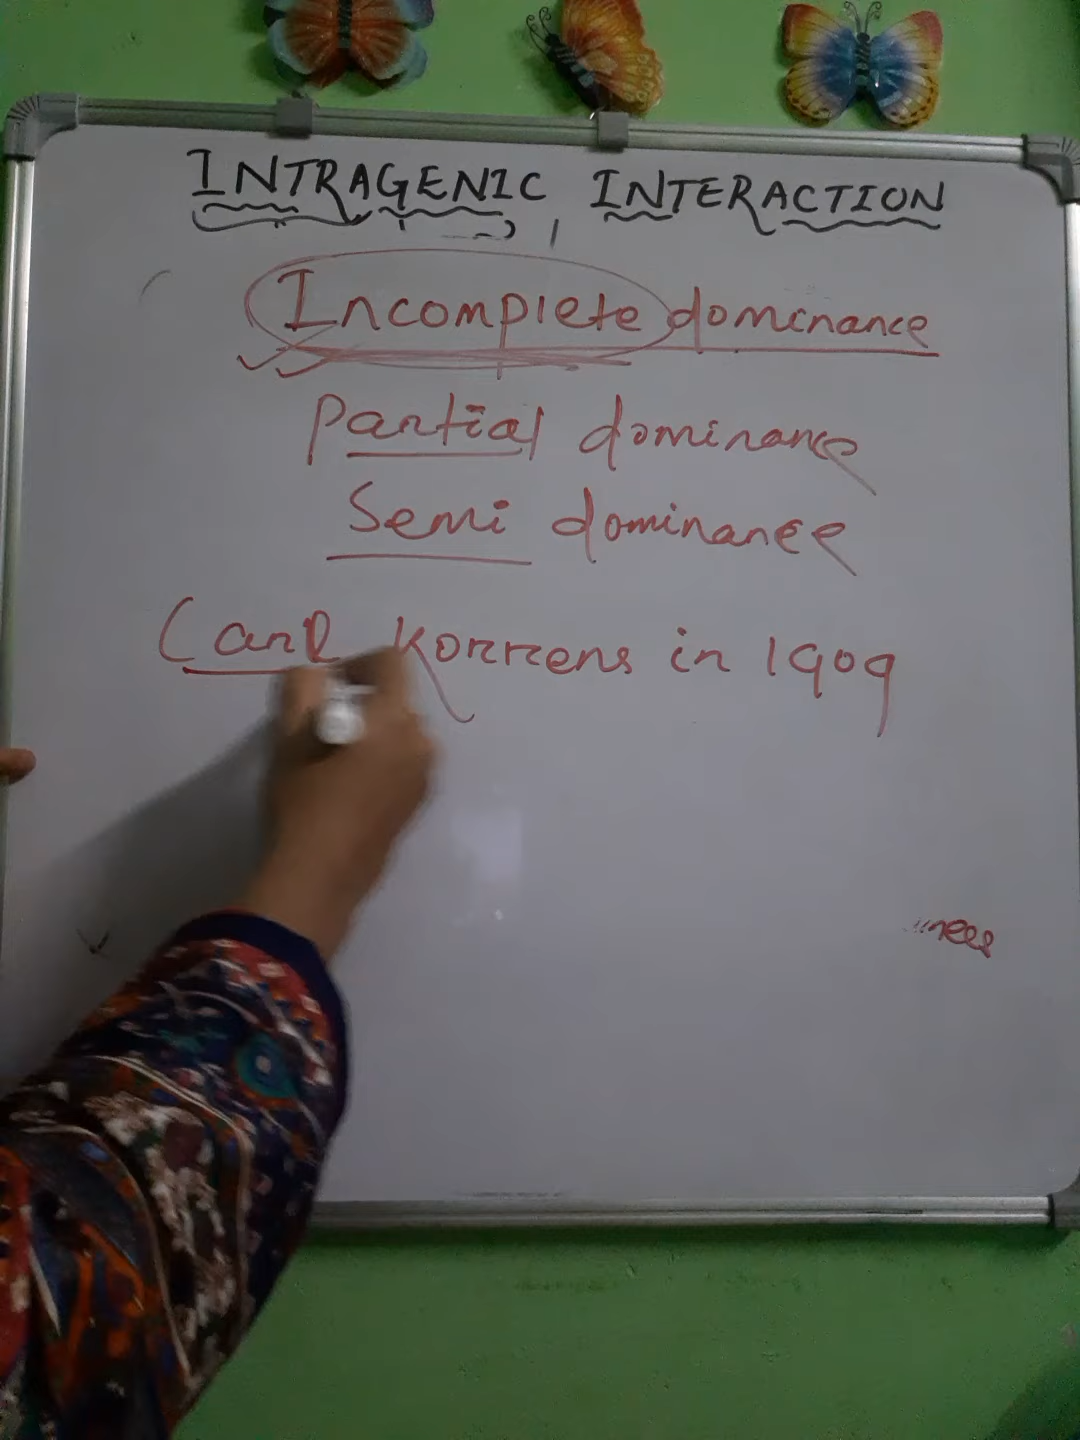 INTRAGENIC INTERACTION
Incomplete dominance
Partial dominance
Semi dominance
Carl Korrens in 1909